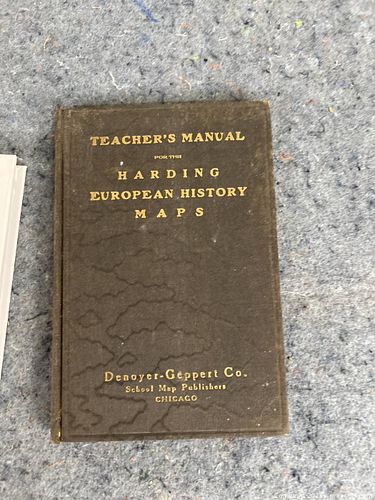 TEACHER'S MANUAL
FOR THE
HARDING
EUROPEAN HISTORY
MAPS
Denoyer-Geppert Co.
School Map Publishers
CHICAGO